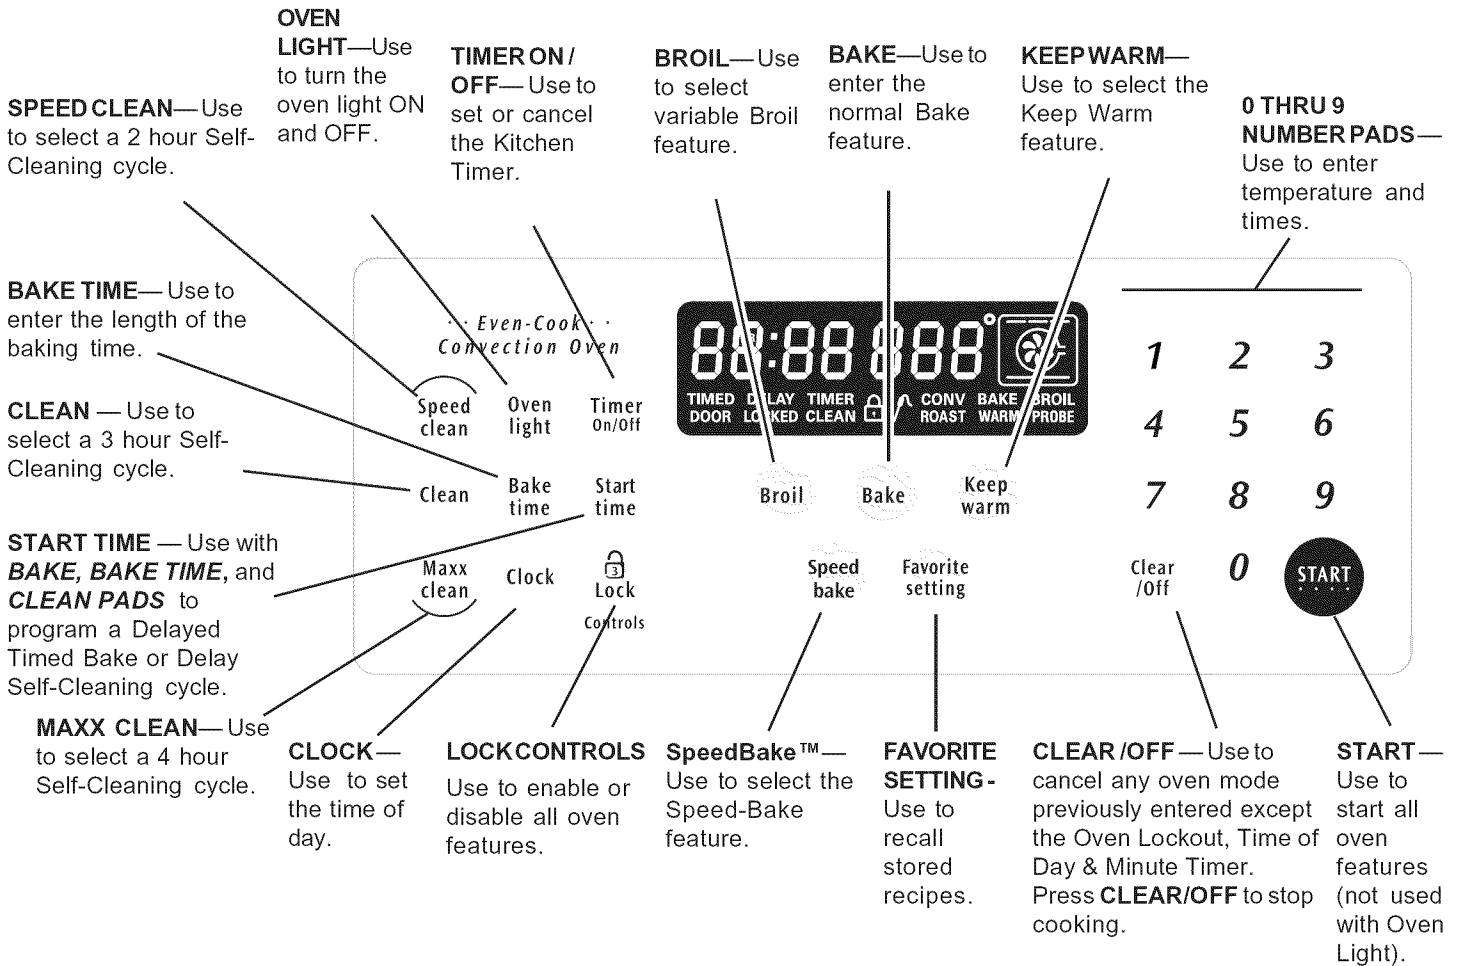 OVEN
LIGHT—Use
to turn the
oven light ON
and OFF.
TIMER ON /
OFF— Use to
set or cancel
the Kitchen
Timer.
BROIL— Use
to select
variable Broil
feature.
BAKE—Use to
enter the
normal Bake
feature.
KEEP WARM—
Use to select the
Keep Warm
feature.
0 THRU 9
NUMBER PADS—
Use to enter
temperature and
times.
SPEED CLEAN— Use
to select a 2 hour Self-
Cleaning cycle.
BAKE TIME— Use to
enter the length of the
baking time.
CLEAN — Use to
select a 3 hour Self-
Cleaning cycle.
START TIME — Use with
BAKE, BAKE TIME, and
CLEAN PADS to
program a Delayed
Timed Bake or Delay
Self-Cleaning cycle.
MAXX CLEAN— Use
to select a 4 hour
Self-Cleaning cycle.
· · Even-Cook · ·
Convection Oven
Speed
clean
Oven
light
Timer
On/Off
Clean
Bake
time
Start
time
Maxx
clean
Clock
3
Lock
Controls
88:88 888°
TIMED DELAY TIMER CONV BAKE BROIL
DOOR LOCKED CLEAN ROAST WARM PROBE
Broil
Bake
Keep
warm
Speed
bake
Favorite
setting
1 2 3
4 5 6
7 8 9
Clear
/Off
0
START
CLOCK —
Use to set
the time of
day.
LOCK CONTROLS
Use to enable or
disable all oven
features.
SpeedBake™—
Use to select the
Speed-Bake
feature.
FAVORITE
SETTING -
Use to
recall
stored
recipes.
CLEAR /OFF — Use to
cancel any oven mode
previously entered except
the Oven Lockout, Time of
Day & Minute Timer.
Press CLEAR/OFF to stop
cooking.
START —
Use to
start all
oven
features
(not used
with Oven
Light).